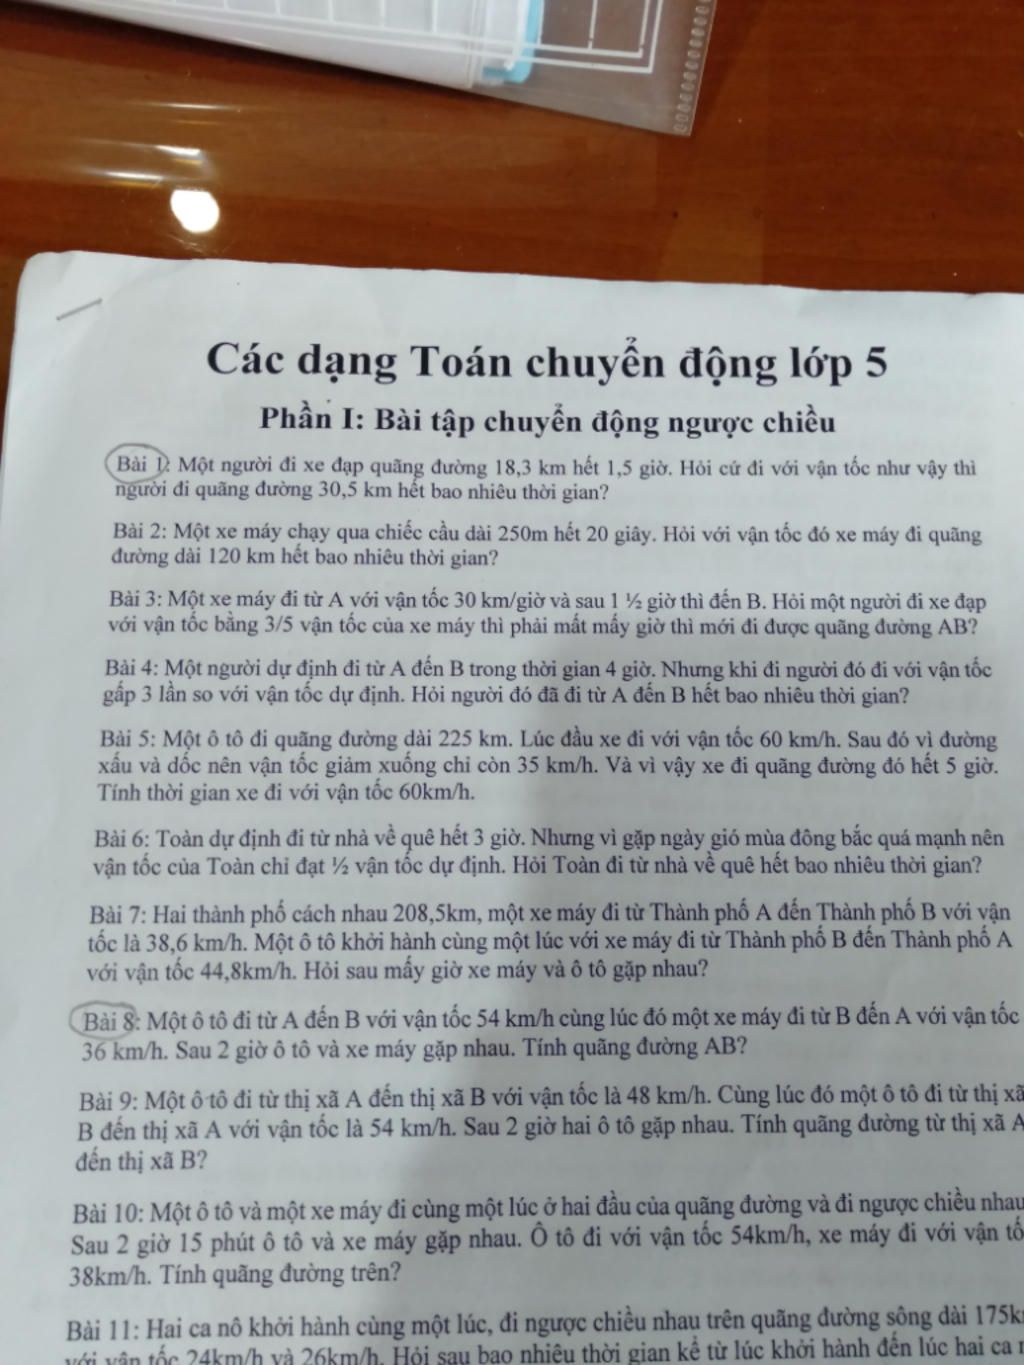 Các dạng Toán chuyển động lớp 5
Phần I: Bài tập chuyển động ngược chiều
Bài 1: Một người đi xe đạp quãng đường 18,3 km hết 1,5 giờ. Hỏi cứ đi với vận tốc như vậy thì
người đi quãng đường 30,5 km hết bao nhiêu thời gian?
Bài 2: Một xe máy chạy qua chiếc cầu dài 250m hết 20 giây. Hỏi với vận tốc đó xe máy đi quãng
đường dài 120 km hết bao nhiêu thời gian?
Bài 3: Một xe máy đi từ A với vận tốc 30 km/giờ và sau 1 ½ giờ thì đến B. Hỏi một người đi xe đạp
với vận tốc bằng 3/5 vận tốc của xe máy thì phải mất mấy giờ thì mới đi được quãng đường AB?
Bài 4: Một người dự định đi từ A đến B trong thời gian 4 giờ. Nhưng khi đi người đó đi với vận tốc
gấp 3 lần so với vận tốc dự định. Hỏi người đó đã đi từ A đến B hết bao nhiêu thời gian?
Bài 5: Một ô tô đi quãng đường dài 225 km. Lúc đầu xe đi với vận tốc 60 km/h. Sau đó vì đường
xấu và dốc nên vận tốc giảm xuống chỉ còn 35 km/h. Và vì vậy xe đi quãng đường đó hết 5 giờ.
Tính thời gian xe đi với vận tốc 60km/h.
Bài 6: Toàn dự định đi từ nhà về quê hết 3 giờ. Nhưng vì gặp ngày gió mùa đông bắc quá mạnh nên
vận tốc của Toàn chỉ đạt ½ vận tốc dự định. Hỏi Toàn đi từ nhà về quê hết bao nhiêu thời gian?
Bài 7: Hai thành phố cách nhau 208,5km, một xe máy đi từ Thành phố A đến Thành phố B với vận
tốc là 38,6 km/h. Một ô tô khởi hành cùng một lúc với xe máy đi từ Thành phố B đến Thành phố A
với vận tốc 44,8km/h. Hỏi sau mấy giờ xe máy và ô tô gặp nhau?
Bài 8: Một ô tô đi từ A đến B với vận tốc 54 km/h cùng lúc đó một xe máy đi từ B đến A với vận tốc
36 km/h. Sau 2 giờ ô tô và xe máy gặp nhau. Tính quãng đường AB?
Bài 9: Một ô tô đi từ thị xã A đến thị xã B với vận tốc là 48 km/h. Cùng lúc đó một ô tô đi từ thị xã
B đến thị xã A với vận tốc là 54 km/h. Sau 2 giờ hai ô tô gặp nhau. Tính quãng đường từ thị xã A
đến thị xã B?
Bài 10: Một ô tô và một xe máy đi cùng một lúc ở hai đầu của quãng đường và đi ngược chiều nhau
Sau 2 giờ 15 phút ô tô và xe máy gặp nhau. Ô tô đi với vận tốc 54km/h, xe máy đi với vận tố
38km/h. Tính quãng đường trên?
Bài 11: Hai ca nô khởi hành cùng một lúc, đi ngược chiều nhau trên quãng đường sông dài 175k
với vận tốc 24km/h và 26km/h. Hỏi sau bao nhiêu thời gian kể từ lúc khởi hành đến lúc hai ca